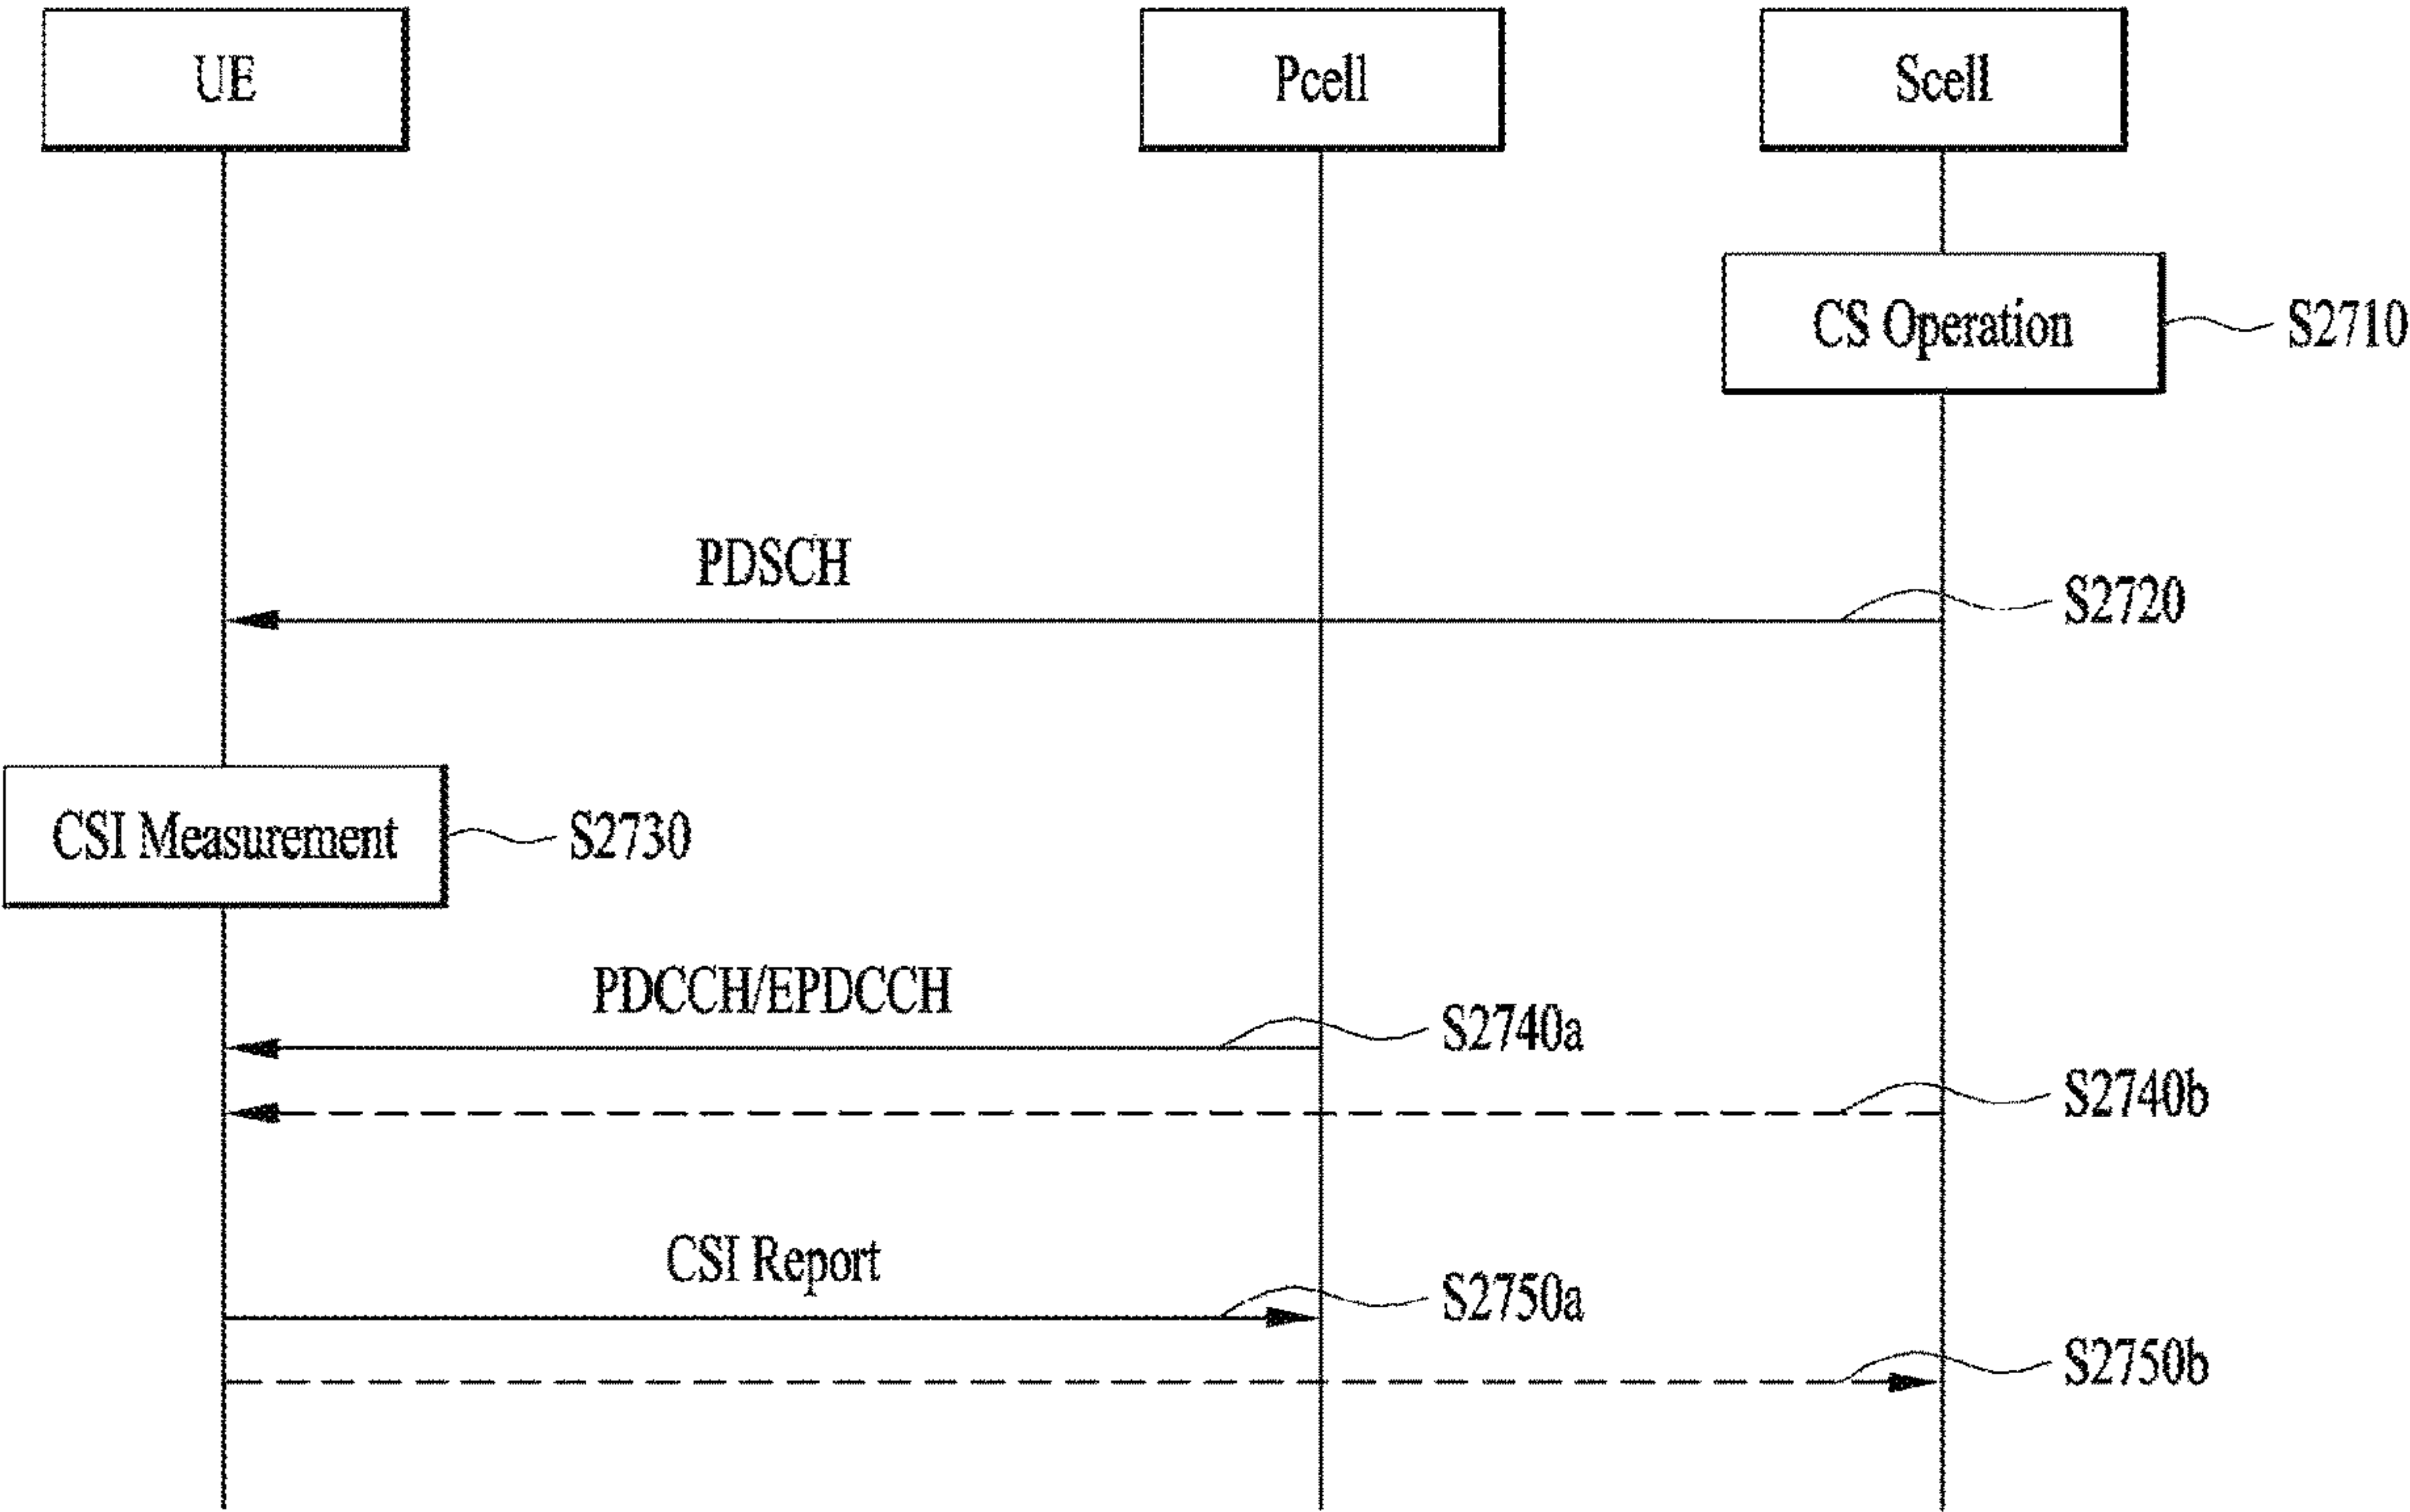 UE
Pcell
Scell
CS Operation
S2710
PDSCH
S2720
CSI Measurement
S2730
PDCCH/EPDCCH
S2740a
S2740b
CSI Report
S2750a
S2750b